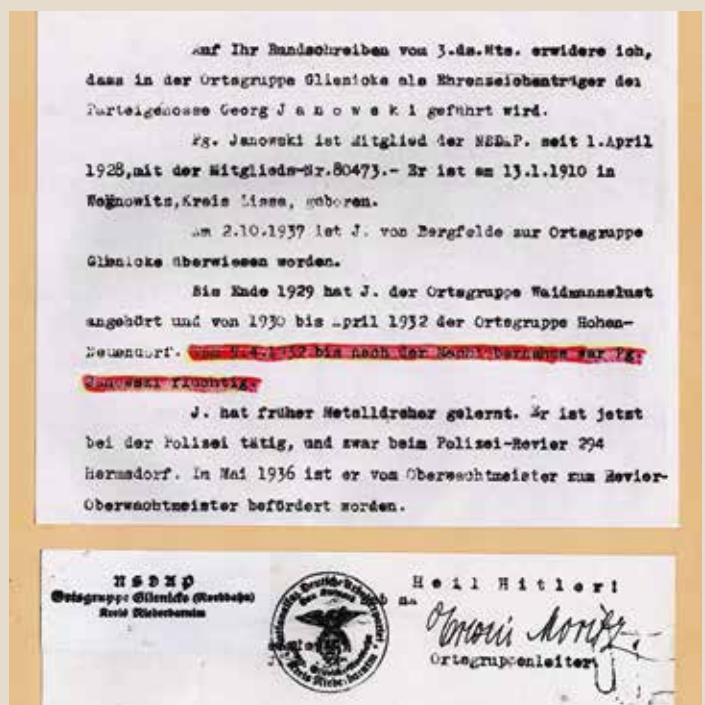 Auf Ihr Rundschreiben vom 3.ds.Mts. erwidere ich,
dass in der Ortsgruppe Glienicke als Ehrenzeichenträger der
Parteigenosse Georg J a n o w s k i geführt wird.
Pg. Janowski ist Mitglied der NSDAP. seit 1.April
1928,mit der Mitglieds-Nr.80473.- Er ist am 13.1.1910 in
Kreis Lissa, geboren.
Am 2.10.1937 ist J. von Bergfelde zur Ortsgruppe
Glienicke überwiesen worden.
Bis Ende 1929 hat J. der Ortsgruppe Waidmannslust
angehört und von 1930 bis April 1932 der Ortsgruppe Hohen-
Neuendorf. Vom 9.4.1932 bis nach der Machtübernahme war Pg.
Janowski flüchtig.
J. hat früher Metalldreher gelernt. Er ist jetzt
bei der Polizei tätig, und zwar beim Polizei-Revier 294
Hermsdorf. Im Mai 1936 ist er vom Oberwachtmeister zum Revier-
Oberwachtmeister befördert worden.
NSDAP
Ortsgruppe Glienicke (Nordbahn)
Kreis Niederbarnim
Heil Hitler!
Moritz
Ortsgruppenleiter
Kreis Niederbarnim